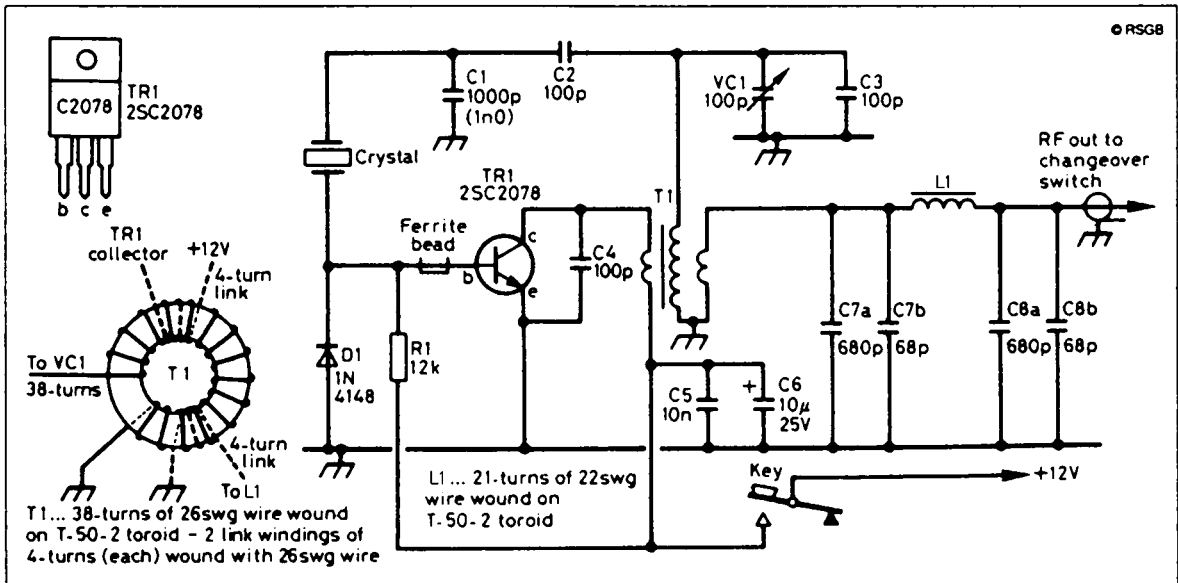 © RSGB
C2078
TR1
2SC2078
b c e
TR1
collector
+12V
4-turn
link
To VC1
38-turns
T1
4-turn
link
To L1
T1... 38-turns of 26swg wire wound
on T-50-2 toroid - 2 link windings of
4-turns (each) wound with 26swg wire
C1
1000p
(1n0)
C2
100p
VC1
100p
C3
100p
Crystal
TR1
2SC2078
Ferrite
bead
b
c
e
C4
100p
T1
L1
RF out to
changeover
switch
D1
1N
4148
R1
12k
C5
10n
+
C6
10µ
25V
C7a
680p
C7b
68p
C8a
680p
C8b
68p
L1... 21-turns of 22swg
wire wound on
T-50-2 toroid
Key
+12V